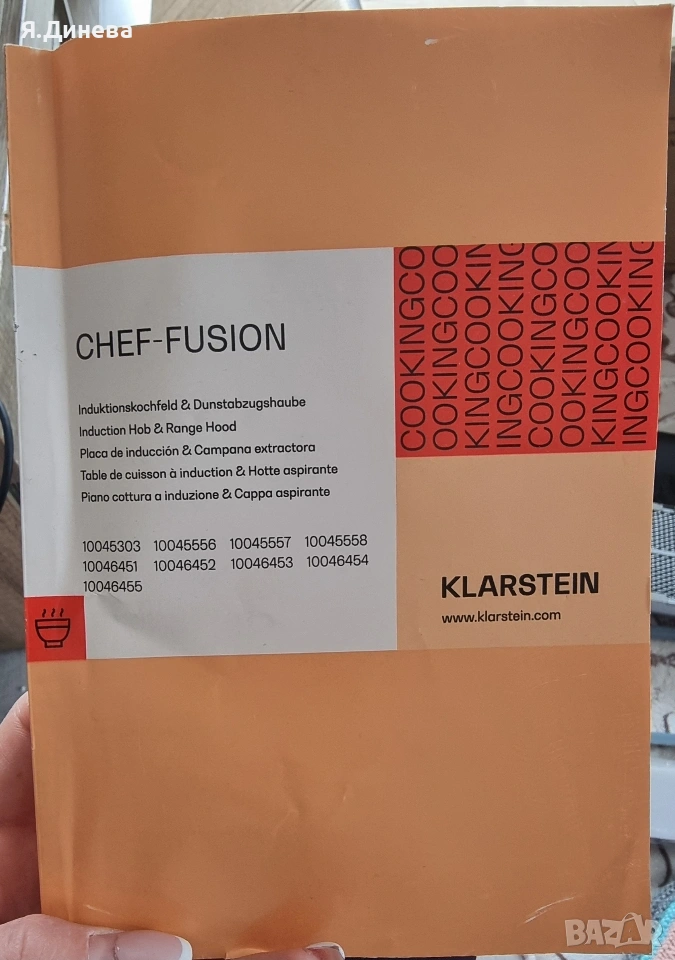 Я.Динева
CHEF-FUSION
Induktionskochfeld & Dunstabzugshaube
Induction Hob & Range Hood
Placa de inducción & Campana extractora
Table de cuisson à induction & Hotte aspirante
Piano cottura a induzione & Cappa aspirante
10045303 10045556 10045557 10045558
10046451 10046452 10046453 10046454
10046455
COOKINGCO
OOKINGCOO
KINGCOOKIN
INGCOOKING
COOKINGCO
OOKINGCOO
KINGCOOKIN
INGCOOKING
KLARSTEIN
www.klarstein.com
BAZAR